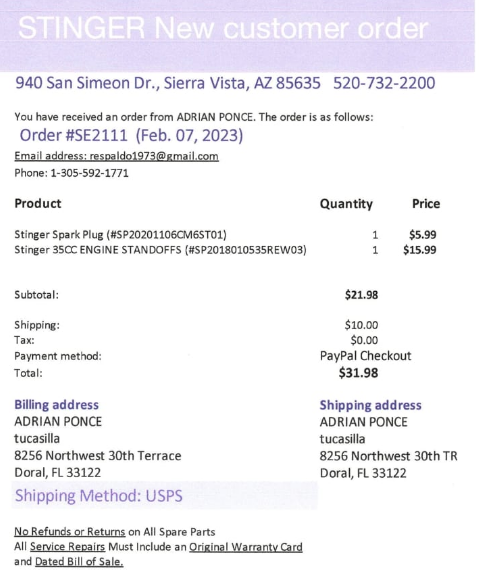 STINGER New customer order
940 San Simeon Dr., Sierra Vista, AZ 85635 520-732-2200
You have received an order from ADRIAN PONCE. The order is as follows:
Order #SE2111 (Feb. 07, 2023)
Email address: respaldo1973@gmail.com
Phone: 1-305-592-1771
Product Quantity Price
Stinger Spark Plug (#SP20201106CM6ST01) 1 $5.99
Stinger 35CC ENGINE STANDOFFS (#SP2018010535REW03) 1 $15.99
Subtotal: $21.98
Shipping: $10.00
Tax: $0.00
Payment method: PayPal Checkout
Total: $31.98
Billing address Shipping address
ADRIAN PONCE ADRIAN PONCE
tucasilla tucasilla
8256 Northwest 30th Terrace 8256 Northwest 30th TR
Doral, FL 33122 Doral, FL 33122
Shipping Method: USPS
No Refunds or Returns on All Spare Parts
All Service Repairs Must Include an Original Warranty Card
and Dated Bill of Sale.